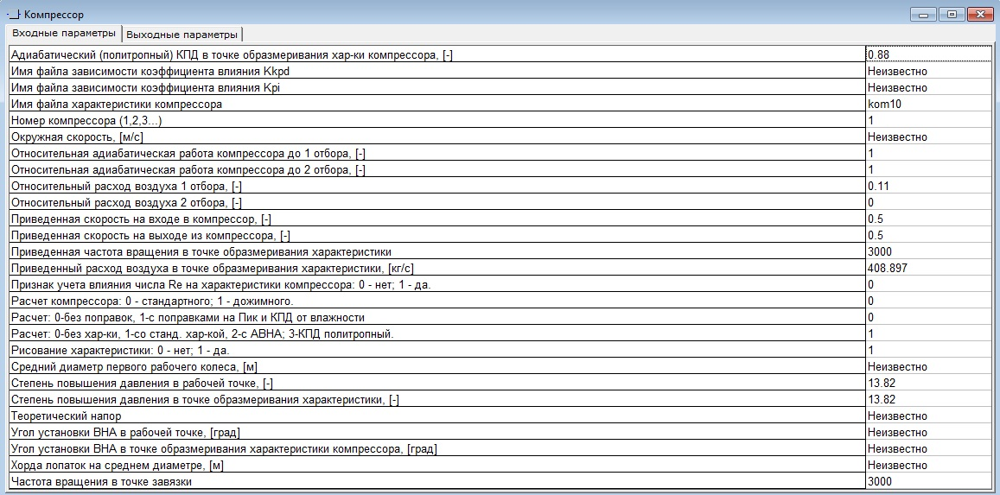 Компрессор
Входные параметры Выходные параметры
Адиабатический (политропный) КПД в точке образмеривания хар-ки компрессора, [-] 0.88
Имя файла зависимости коэффициента влияния Kkpd Неизвестно
Имя файла зависимости коэффициента влияния Kpi Неизвестно
Имя файла характеристики компрессора kom10
Номер компрессора (1,2,3...) 1
Окружная скорость, [м/с] Неизвестно
Относительная адиабатическая работа компрессора до 1 отбора, [-] 1
Относительная адиабатическая работа компрессора до 2 отбора, [-] 1
Относительный расход воздуха 1 отбора, [-] 0.11
Относительный расход воздуха 2 отбора, [-] 0
Приведенная скорость на входе в компрессор, [-] 0.5
Приведенная скорость на выходе из компрессора, [-] 0.5
Приведенная частота вращения в точке образмеривания характеристики 3000
Приведенный расход воздуха в точке образмеривания характеристики, [кг/с] 408.897
Признак учета влияния числа Re на характеристики компрессора: 0 - нет; 1 - да. 0
Расчет компрессора: 0 - стандартного; 1 - дожимного. 0
Расчет: 0-без поправок, 1-с поправками на Пик и КПД от влажности 0
Расчет: 0-без хар-ки, 1-со станд. хар-кой, 2-с АВНА; 3-КПД политропный. 1
Рисование характеристики: 0 - нет; 1 - да. 1
Средний диаметр первого рабочего колеса, [м] Неизвестно
Степень повышения давления в рабочей точке, [-] 13.82
Степень повышения давления в точке образмеривания характеристики, [-] 13.82
Теоретический напор Неизвестно
Угол установки ВНА в рабочей точке, [град] Неизвестно
Угол установки ВНА в точке образмеривания характеристики компрессора, [град] Неизвестно
Хорда лопаток на среднем диаметре, [м] Неизвестно
Частота вращения в точке завязки 3000